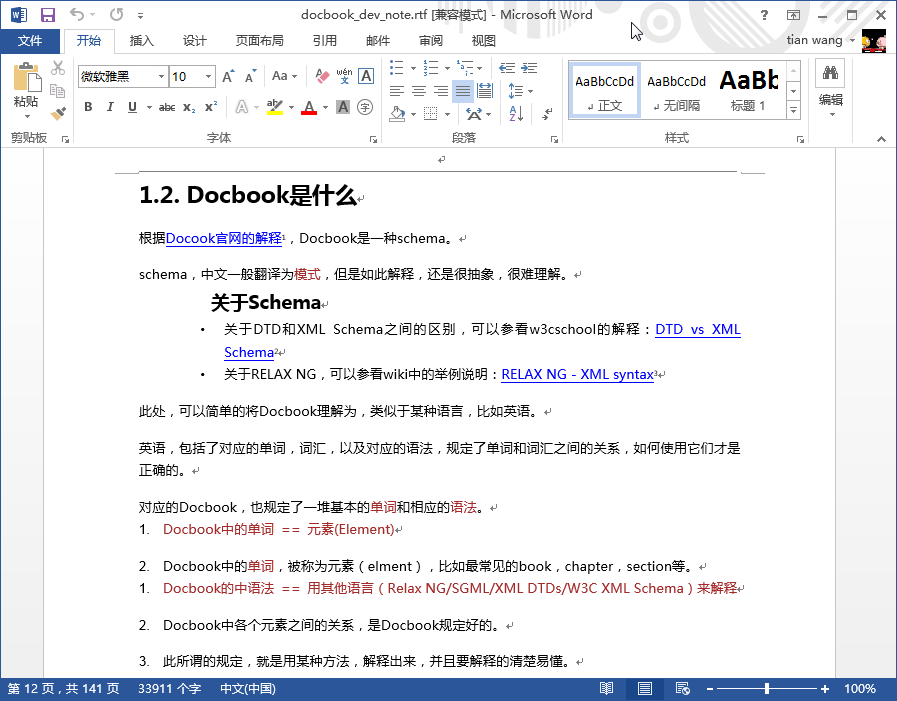 docbook_dev_note.rtf [兼容模式] - Microsoft Word
文件 开始 插入 设计 页面布局 引用 邮件 审阅 视图 tian wang
微软雅黑 10 A A Aa wén 文 A
粘贴 B I U abc X₂ X² A ab A A 字
AaBbCcDd AaBbCcDd AaBb
正文 无间隔 标题 1 编辑
剪贴板 字体 段落 样式
1.2. Docbook是什么
根据Docook官网的解释1，Docbook是一种schema。
schema，中文一般翻译为模式，但是如此解释，还是很抽象，很难理解。
关于Schema
• 关于DTD和XML Schema之间的区别，可以参看w3cschool的解释：DTD vs XML
Schema2
• 关于RELAX NG，可以参看wiki中的举例说明：RELAX NG - XML syntax3
此处，可以简单的将Docbook理解为，类似于某种语言，比如英语。
英语，包括了对应的单词，词汇，以及对应的语法，规定了单词和词汇之间的关系，如何使用它们才是
正确的。
对应的Docbook，也规定了一堆基本的单词和相应的语法。
1. Docbook中的单词 == 元素(Element)
2. Docbook中的单词，被称为元素（elment），比如最常见的book，chapter，section等。
1. Docbook的中语法 == 用其他语言（Relax NG/SGML/XML DTDs/W3C XML Schema）来解释
2. Docbook中各个元素之间的关系，是Docbook规定好的。
3. 此所谓的规定，就是用某种方法，解释出来，并且要解释的清楚易懂。
第 12 页，共 141 页 33911 个字 中文(中国) 100%